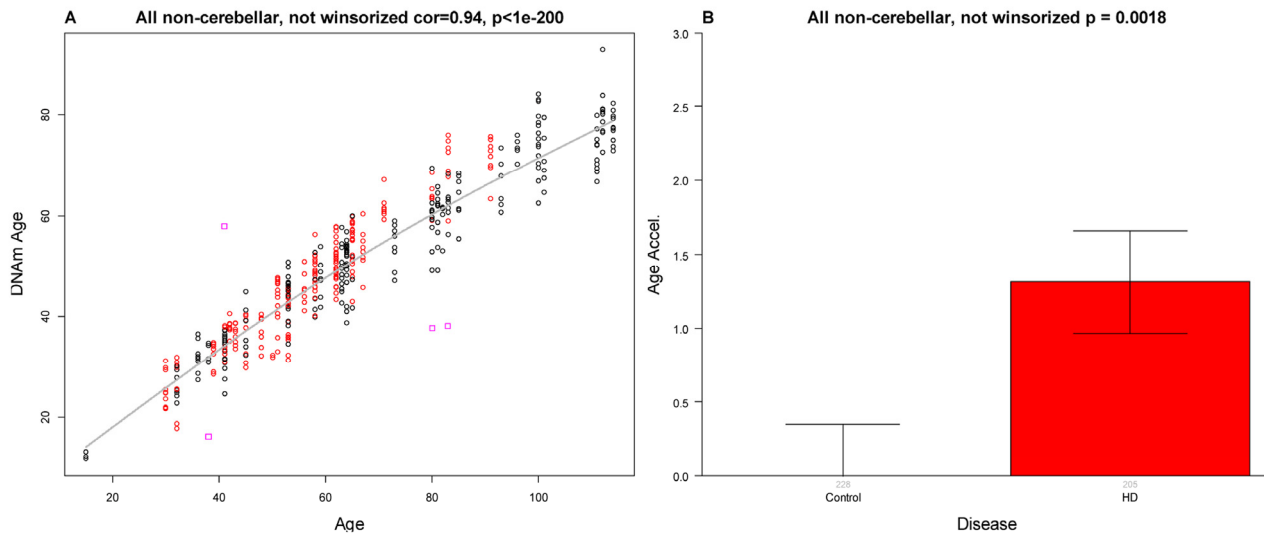 A All non-cerebellar, not winsorized cor=0.94, p<1e-200
DNAm Age
80
60
40
20
20 40 60 80 100
Age
B All non-cerebellar, not winsorized p = 0.0018
Age Accel.
3.0
2.5
2.0
1.5
1.0
0.5
0.0
228 205
Control HD
Disease